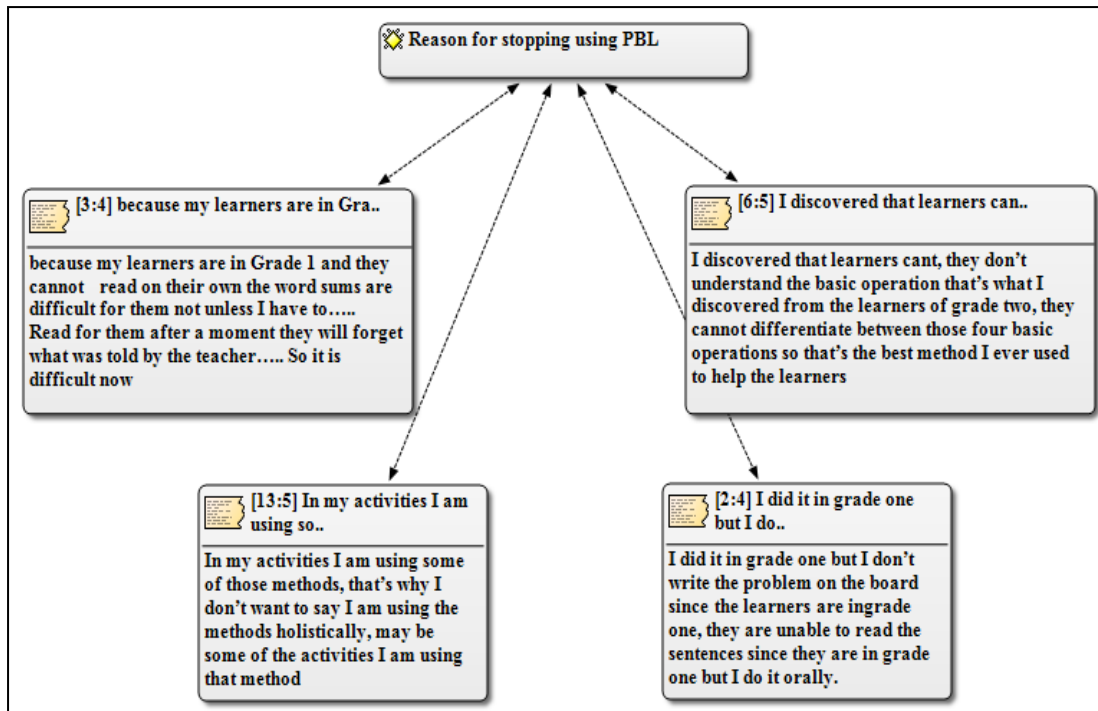 Reason for stopping using PBL
[3:4] because my learners are in Gra..
because my learners are in Grade 1 and they
cannot read on their own the word sums are
difficult for them not unless I have to…..
Read for them after a moment they will forget
what was told by the teacher….. So it is
difficult now
[6:5] I discovered that learners can..
I discovered that learners cant, they don’t
understand the basic operation that’s what I
discovered from the learners of grade two, they
cannot differentiate between those four basic
operations so that’s the best method I ever used
to help the learners
[13:5] In my activities I am
using so..
In my activities I am using some
of those methods, that’s why I
don’t want to say I am using the
methods holistically, may be
some of the activities I am using
that method
[2:4] I did it in grade one
but I do..
I did it in grade one but I don’t
write the problem on the board
since the learners are ingrade
one, they are unable to read the
sentences since they are in grade
one but I do it orally.